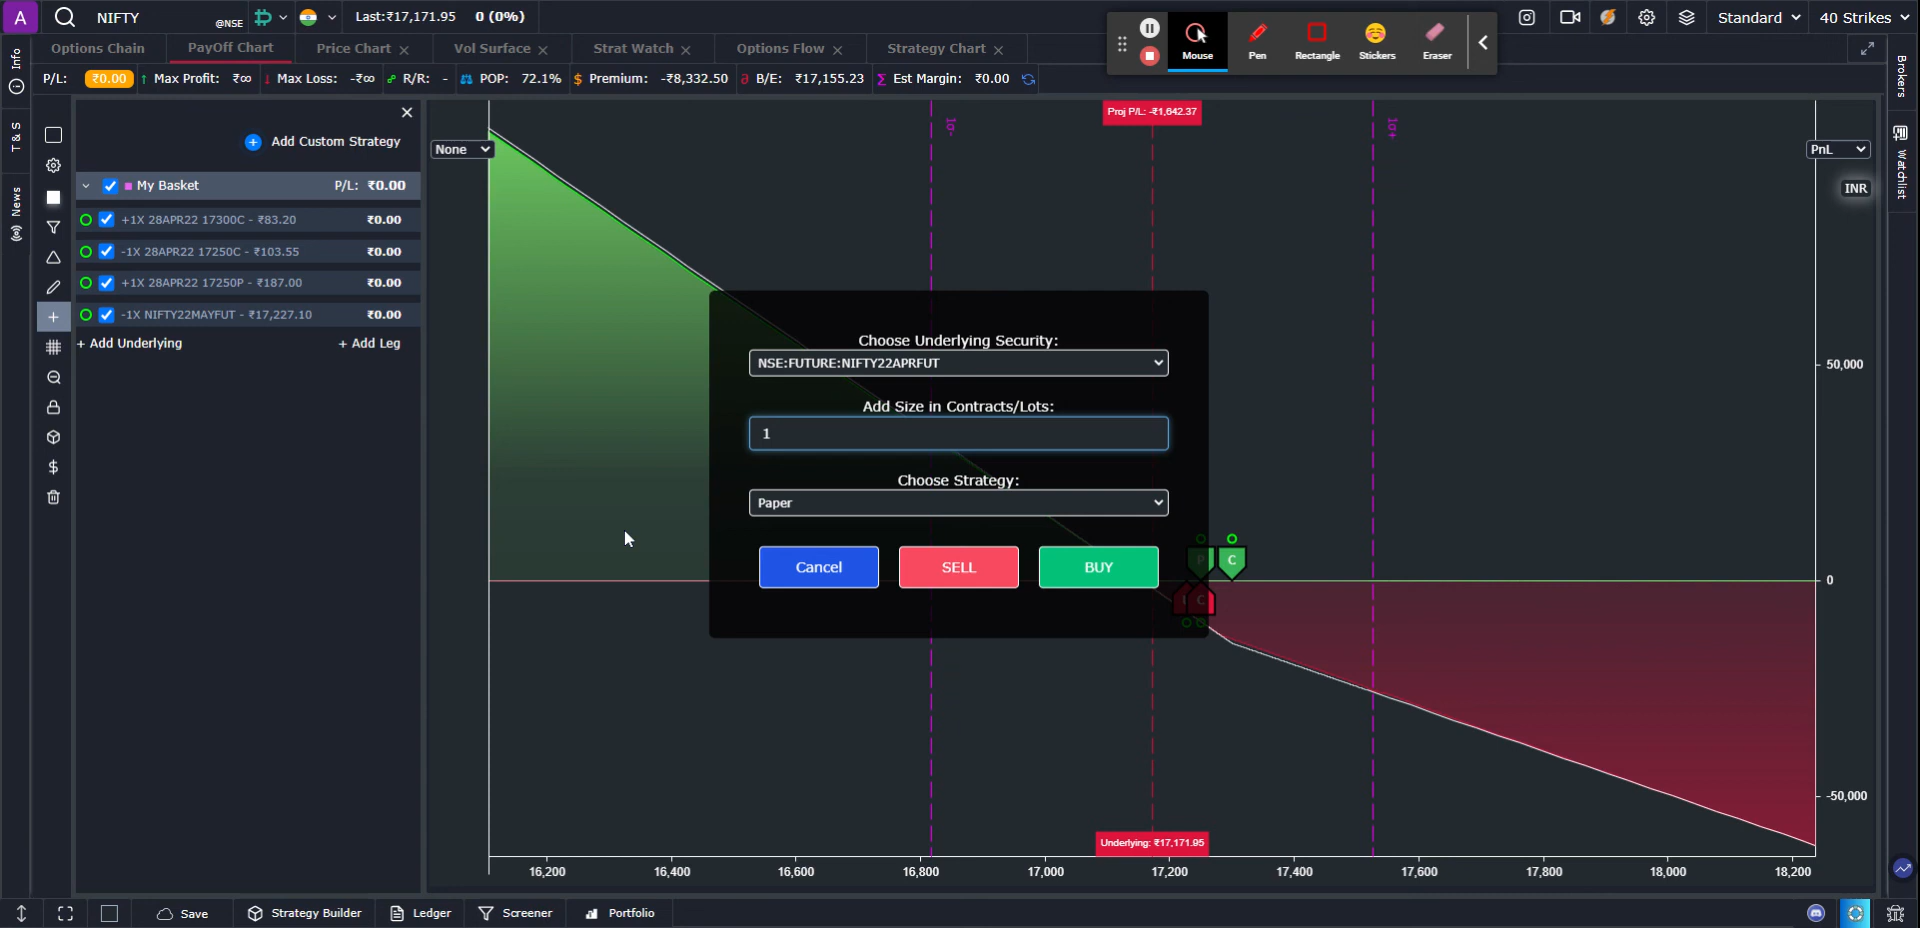 A
NIFTY
@NSE
Last:₹17,171.95
0 (0%)
Standard
40 Strikes
Mouse
Pen
Rectangle
Stickers
Eraser
Options Chain
PayOff Chart
Price Chart
Vol Surface
Strat Watch
Options Flow
Strategy Chart
P/L: ₹0.00
Max Profit: ₹∞
Max Loss: -₹∞
R/R: -
POP: 72.1%
$ Premium: -₹8,332.50
B/E: ₹17,155.23
Σ Est Margin: ₹0.00
Info
T & S
News
Brokers
Watchlist
Add Custom Strategy
My Basket P/L: ₹0.00
+1X 28APR22 17300C - ₹83.20 ₹0.00
-1X 28APR22 17250C - ₹103.55 ₹0.00
+1X 28APR22 17250P - ₹187.00 ₹0.00
-1X NIFTY22MAYFUT - ₹17,227.10 ₹0.00
+ Add Underlying
+ Add Leg
None
Proj P/L: -₹1,642.37
1σ-
1σ+
PnL
INR
Choose Underlying Security:
NSE:FUTURE:NIFTY22APRFUT
Add Size in Contracts/Lots:
1
Choose Strategy:
Paper
Cancel
SELL
BUY
P
C
C
50,000
0
-50,000
Underlying: ₹17,171.95
16,200
16,400
16,600
16,800
17,000
17,200
17,400
17,600
17,800
18,000
18,200
Save
Strategy Builder
Ledger
Screener
Portfolio